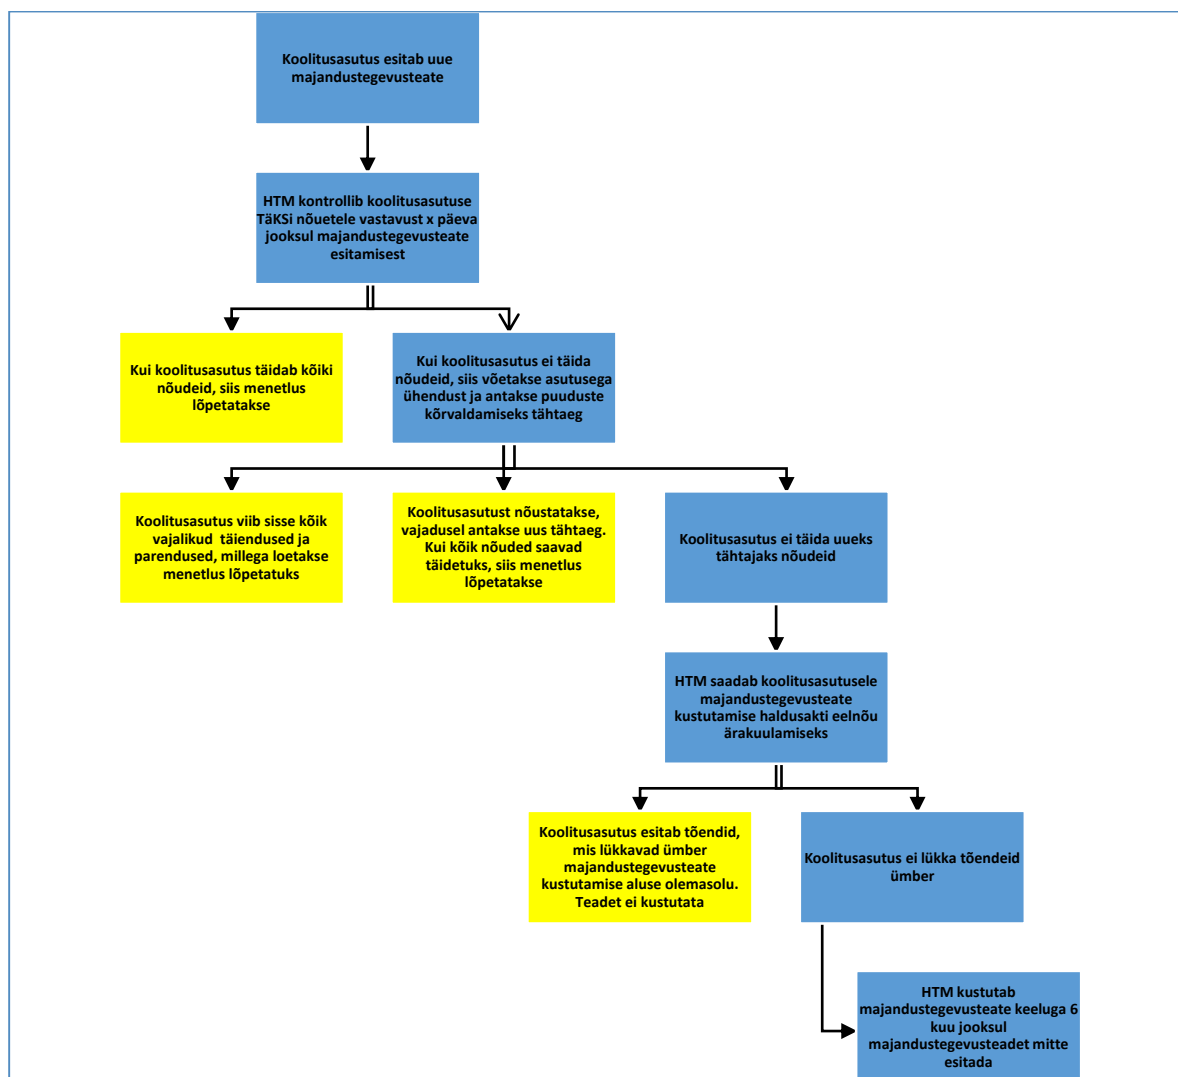 Koolitusasutus esitab uue
majandustegevusteate
HTM kontrollib koolitusasutuse
TäKSi nõuetele vastavust x päeva
jooksul majandustegevusteate
esitamisest
Kui koolitusasutus täidab kõiki
nõudeid, siis menetlus
lõpetatakse
Kui koolitusasutus ei täida
nõudeid, siis võetakse asutusega
ühendust ja antakse puuduste
kõrvaldamiseks tähtaeg
Koolitusasutus viib sisse kõik
vajalikud täiendused ja
parendused, millega loetakse
menetlus lõpetatuks
Koolitusasutust nõustatakse,
vajadusel antakse uus tähtaeg.
Kui kõik nõuded saavad
täidetuks, siis menetlus
lõpetatakse
Koolitusasutus ei täida uueks
tähtajaks nõudeid
HTM saadab koolitusasutusele
majandustegevusteate
kustutamise haldusakti eelnõu
ärakuulamiseks
Koolitusasutus esitab tõendid,
mis lükkavad ümber
majandustegevusteate
kustutamise aluse olemasolu.
Teadet ei kustutata
Koolitusasutus ei lükka tõendeid
ümber
HTM kustutab
majandustegevusteate keeluga 6
kuu jooksul
majandustegevusteadet mitte
esitada